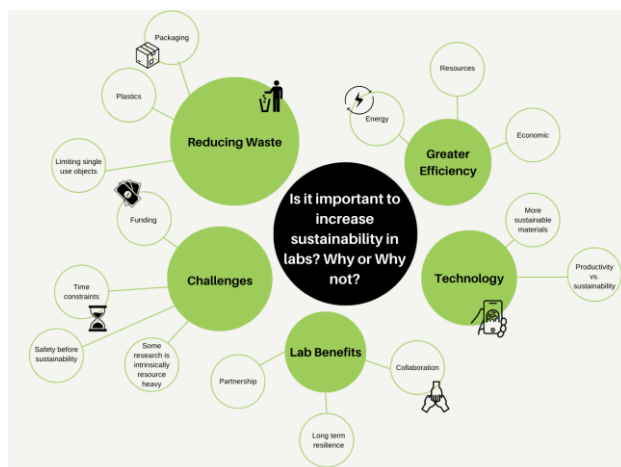 Packaging
Plastics
Limiting single
use objects
Reducing Waste
Resources
Energy
Economic
Greater
Efficiency
Is it important to
increase
sustainability in
labs? Why or Why
not?
Funding
Time
constraints
Safety before
sustainability
Some
research is
intrinsically
resource
heavy
Challenges
More
sustainable
materials
Productivity
vs.
sustainability
Technology
Lab Benefits
Partnership
Collaboration
Long term
resilience